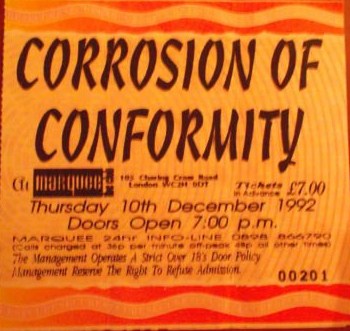 CORROSION OF
CONFORMITY
At marquee 105 Charing Cross Road
London WC2H 0DT
Tickets in Advance £7.00
Thursday 10th December 1992
Doors Open 7:00 p.m.
MARQUEE 24hr INFO-LINE 0898 866790
(Calls charged at 36p per minute off-peak 48p all other times)
The Management Operates A Strict Over 18's Door Policy
Management Reserve The Right To Refuse Admission.
00201